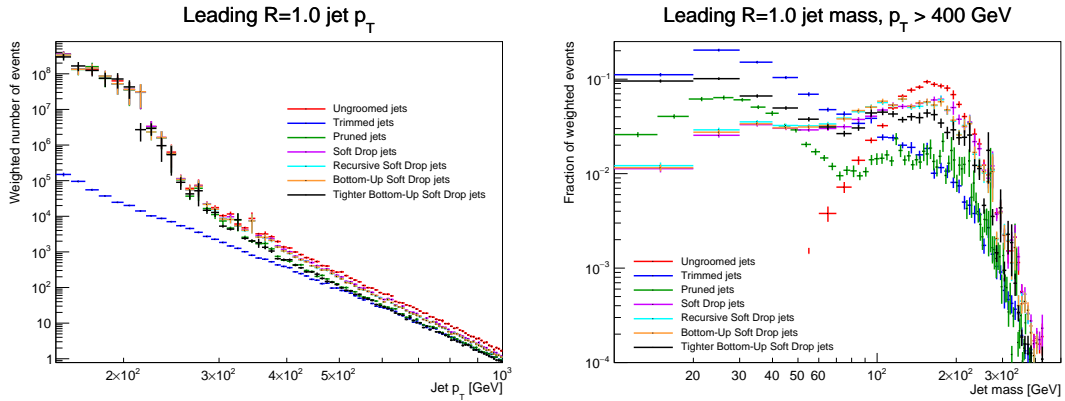 Leading R=1.0 jet p_T
Weighted number of events
10^8
10^7
10^6
10^5
10^4
10^3
10^2
10
1
Ungroomed jets
Trimmed jets
Pruned jets
Soft Drop jets
Recursive Soft Drop jets
Bottom-Up Soft Drop jets
Tighter Bottom-Up Soft Drop jets
2×10^2 3×10^2 4×10^2 5×10^2 10^3
Jet p_T [GeV]
Leading R=1.0 jet mass, p_T > 400 GeV
Fraction of weighted events
10^−1
10^−2
10^−3
10^−4
Ungroomed jets
Trimmed jets
Pruned jets
Soft Drop jets
Recursive Soft Drop jets
Bottom-Up Soft Drop jets
Tighter Bottom-Up Soft Drop jets
20 30 40 50 60 10^2 200 3×10^2
Jet mass [GeV]